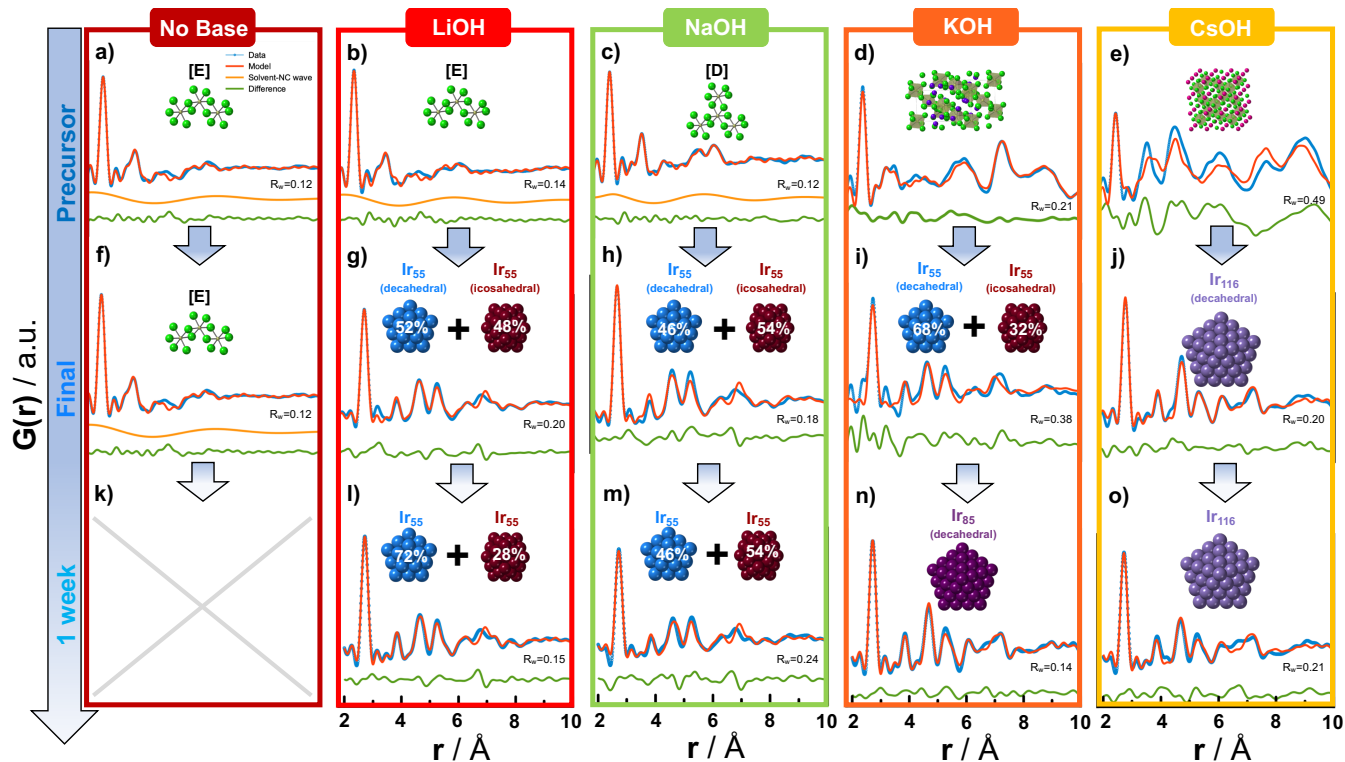 No Base
LiOH
NaOH
KOH
CsOH
Precursor
Final
1 week
G(r) / a.u.
a)
Data
Model
Solvent-NC wave
Difference
[E]
Rw=0.12
b)
[E]
Rw=0.14
c)
[D]
Rw=0.12
d)
Rw=0.21
e)
Rw=0.49
f)
[E]
Rw=0.12
g)
Ir55
(decahedral)
Ir55
(icosahedral)
52% + 48%
Rw=0.20
h)
Ir55
(decahedral)
Ir55
(icosahedral)
46% + 54%
Rw=0.18
i)
Ir55
(decahedral)
Ir55
(icosahedral)
68% + 32%
Rw=0.38
j)
Ir116
(decahedral)
Rw=0.20
k)
l)
Ir55
Ir55
72% + 28%
Rw=0.15
m)
Ir55
Ir55
46% + 54%
Rw=0.24
n)
Ir85
(decahedral)
Rw=0.14
o)
Ir116
Rw=0.21
2 4 6 8 10
2 4 6 8 10
2 4 6 8 10
2 4 6 8 10
r / Å
r / Å
r / Å
r / Å